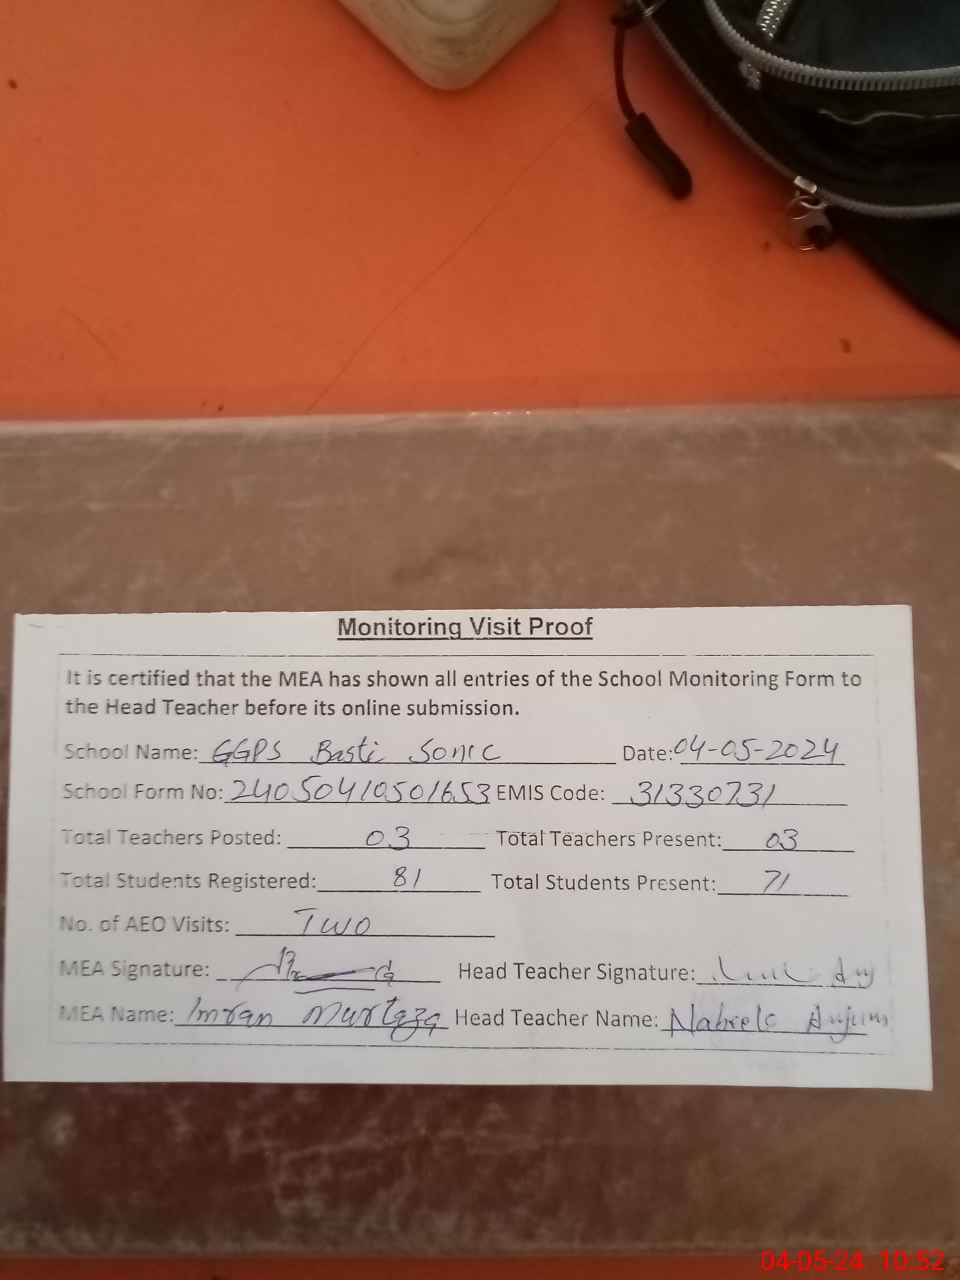 Monitoring Visit Proof
It is certified that the MEA has shown all entries of the School Monitoring Form to
the Head Teacher before its online submission.
School Name: GGPS Basti Sonic Date: 04-05-2024
School Form No: 24050410501653 EMIS Code: 31330731
Total Teachers Posted: 03 Total Teachers Present: 03
Total Students Registered: 81 Total Students Present: 71
No. of AEO Visits: Two
MEA Signature: Head Teacher Signature:
MEA Name: Imran Murtaza Head Teacher Name: Nabeela Anjum
04-05-24 10:52